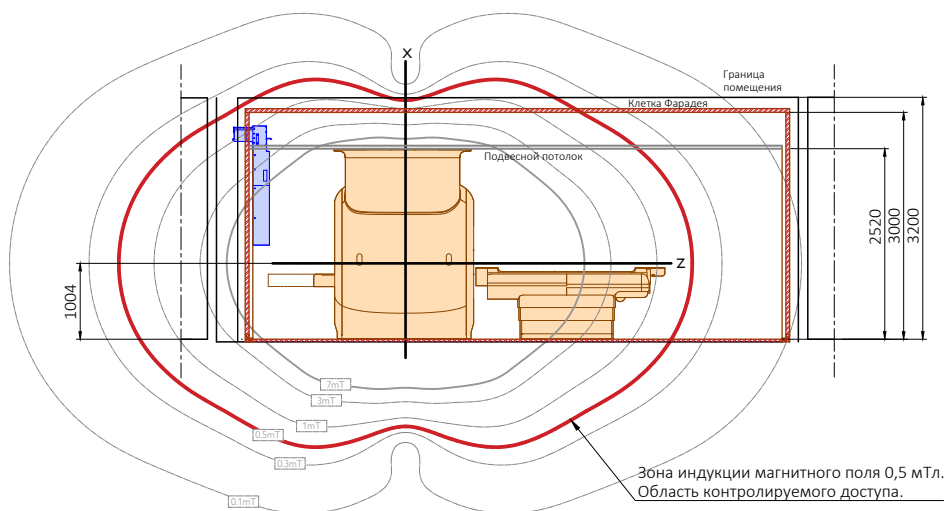 X
Граница
помещения
Клетка Фарадея
Подвесной потолок
Z
1004
2520
3000
3200
7mT
3mT
1mT
0.5mT
0.3mT
0.1mT
Зона индукции магнитного поля 0,5 мТл.
Область контролируемого доступа.